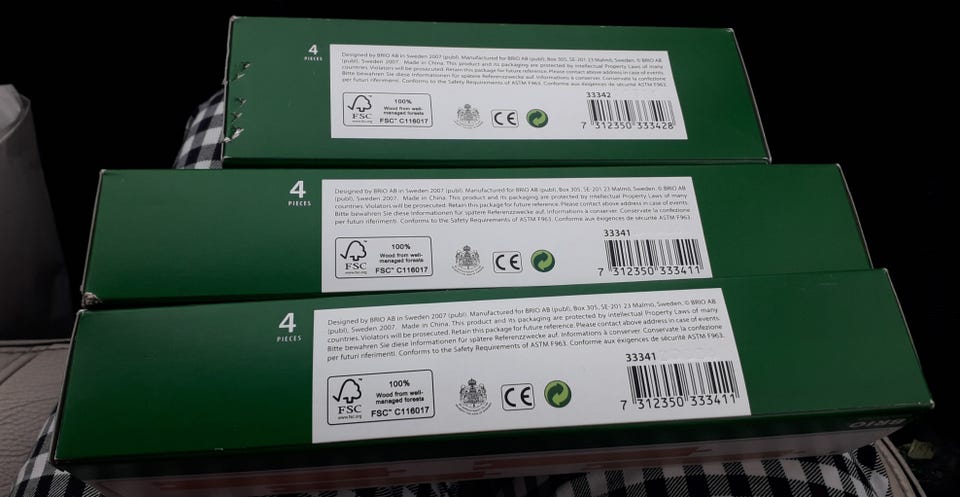 4
PIECES
Designed by BRIO AB in Sweden 2007 (publ). Manufactured for BRIO AB (publ), Box 305, SE-201 23 Malmö, Sweden. © BRIO AB
(publ), Sweden 2007. Made in China. This product and its packaging are protected by intellectual Property Laws of many
countries. Violators will be prosecuted. Retain this package for future reference. Please contact above address in case of events.
Bitte bewahren Sie diese Informationen für spätere Referenzzwecke auf. Informations à conserver. Conservate la confezione
per futuri riferimenti. Conforms to the Safety Requirements of ASTM F963. Conforme aux éxigences de sécurité ASTM F963.
FSC
www.fsc.org
100%
Wood from well-
managed forests
FSC™ C116017
CE
33342
7 312350 333428
4
PIECES
Designed by BRIO AB in Sweden 2007 (publ). Manufactured for BRIO AB (publ), Box 305, SE-201 23 Malmö, Sweden. © BRIO AB
(publ), Sweden 2007. Made in China. This product and its packaging are protected by intellectual Property Laws of many
countries. Violators will be prosecuted. Retain this package for future reference. Please contact above address in case of events.
Bitte bewahren Sie diese Informationen für spätere Referenzzwecke auf. Informations à conserver. Conservate la confezione
per futuri riferimenti. Conforms to the Safety Requirements of ASTM F963. Conforme aux éxigences de sécurité ASTM F963.
FSC
www.fsc.org
100%
Wood from well-
managed forests
FSC™ C116017
CE
33341
7 312350 333411
4
PIECES
Designed by BRIO AB in Sweden 2007 (publ). Manufactured for BRIO AB (publ), Box 305, SE-201 23 Malmö, Sweden. © BRIO AB
(publ), Sweden 2007. Made in China. This product and its packaging are protected by intellectual Property Laws of many
countries. Violators will be prosecuted. Retain this package for future reference. Please contact above address in case of events.
Bitte bewahren Sie diese Informationen für spätere Referenzzwecke auf. Informations à conserver. Conservate la confezione
per futuri riferimenti. Conforms to the Safety Requirements of ASTM F963. Conforme aux éxigences de sécurité ASTM F963.
FSC
www.fsc.org
100%
Wood from well-
managed forests
FSC™ C116017
CE
33341
7 312350 333411
BRIO